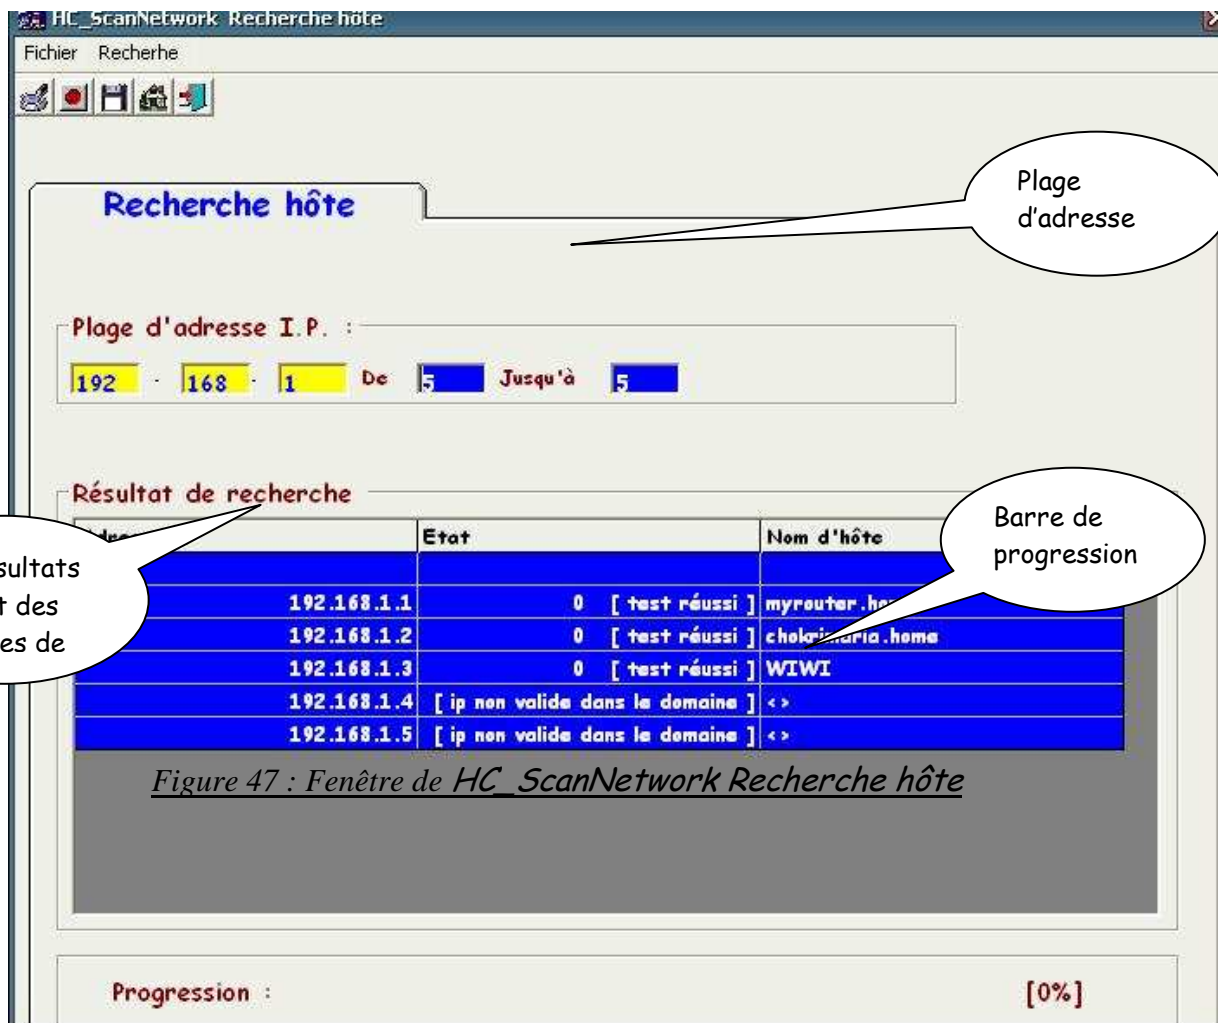 HC_ScanNetwork Recherche hôte
Fichier Recherhe
Plage
d'adresse
Recherche hôte
Plage d'adresse I.P. :
192 . 168 . 1 De 5 Jusqu'à 5
Résultat de recherche
Etat Nom d'hôte
Barre de
progression
sultats
t des
es de
192.168.1.1 0 [ test réussi ] myrouter.ho
192.168.1.2 0 [ test réussi ] .home
192.168.1.3 0 [ test réussi ] WIWI
192.168.1.4 [ ip non valide dans le domaine ] <>
192.168.1.5 [ ip non valide dans le domaine ] <>
Figure 47 : Fenêtre de HC_ScanNetwork Recherche hôte
Progression : [0%]